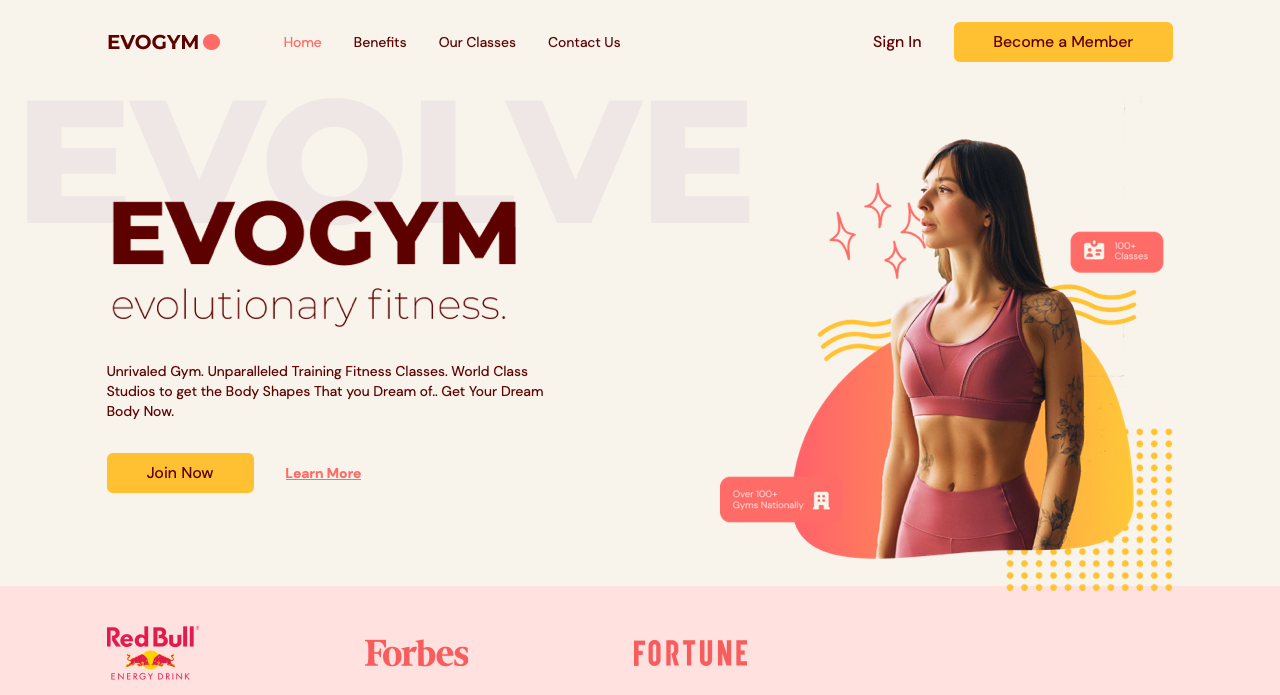 EVOGYM
Home
Benefits
Our Classes
Contact Us
Sign In
Become a Member
EVOLVE
EVOGYM
evolutionary fitness.
Unrivaled Gym. Unparalleled Training Fitness Classes. World Class
Studios to get the Body Shapes That you Dream of.. Get Your Dream
Body Now.
Join Now
Learn More
100+
Classes
Over 100+
Gyms Nationally
Red Bull
ENERGY DRINK
Forbes
FORTUNE